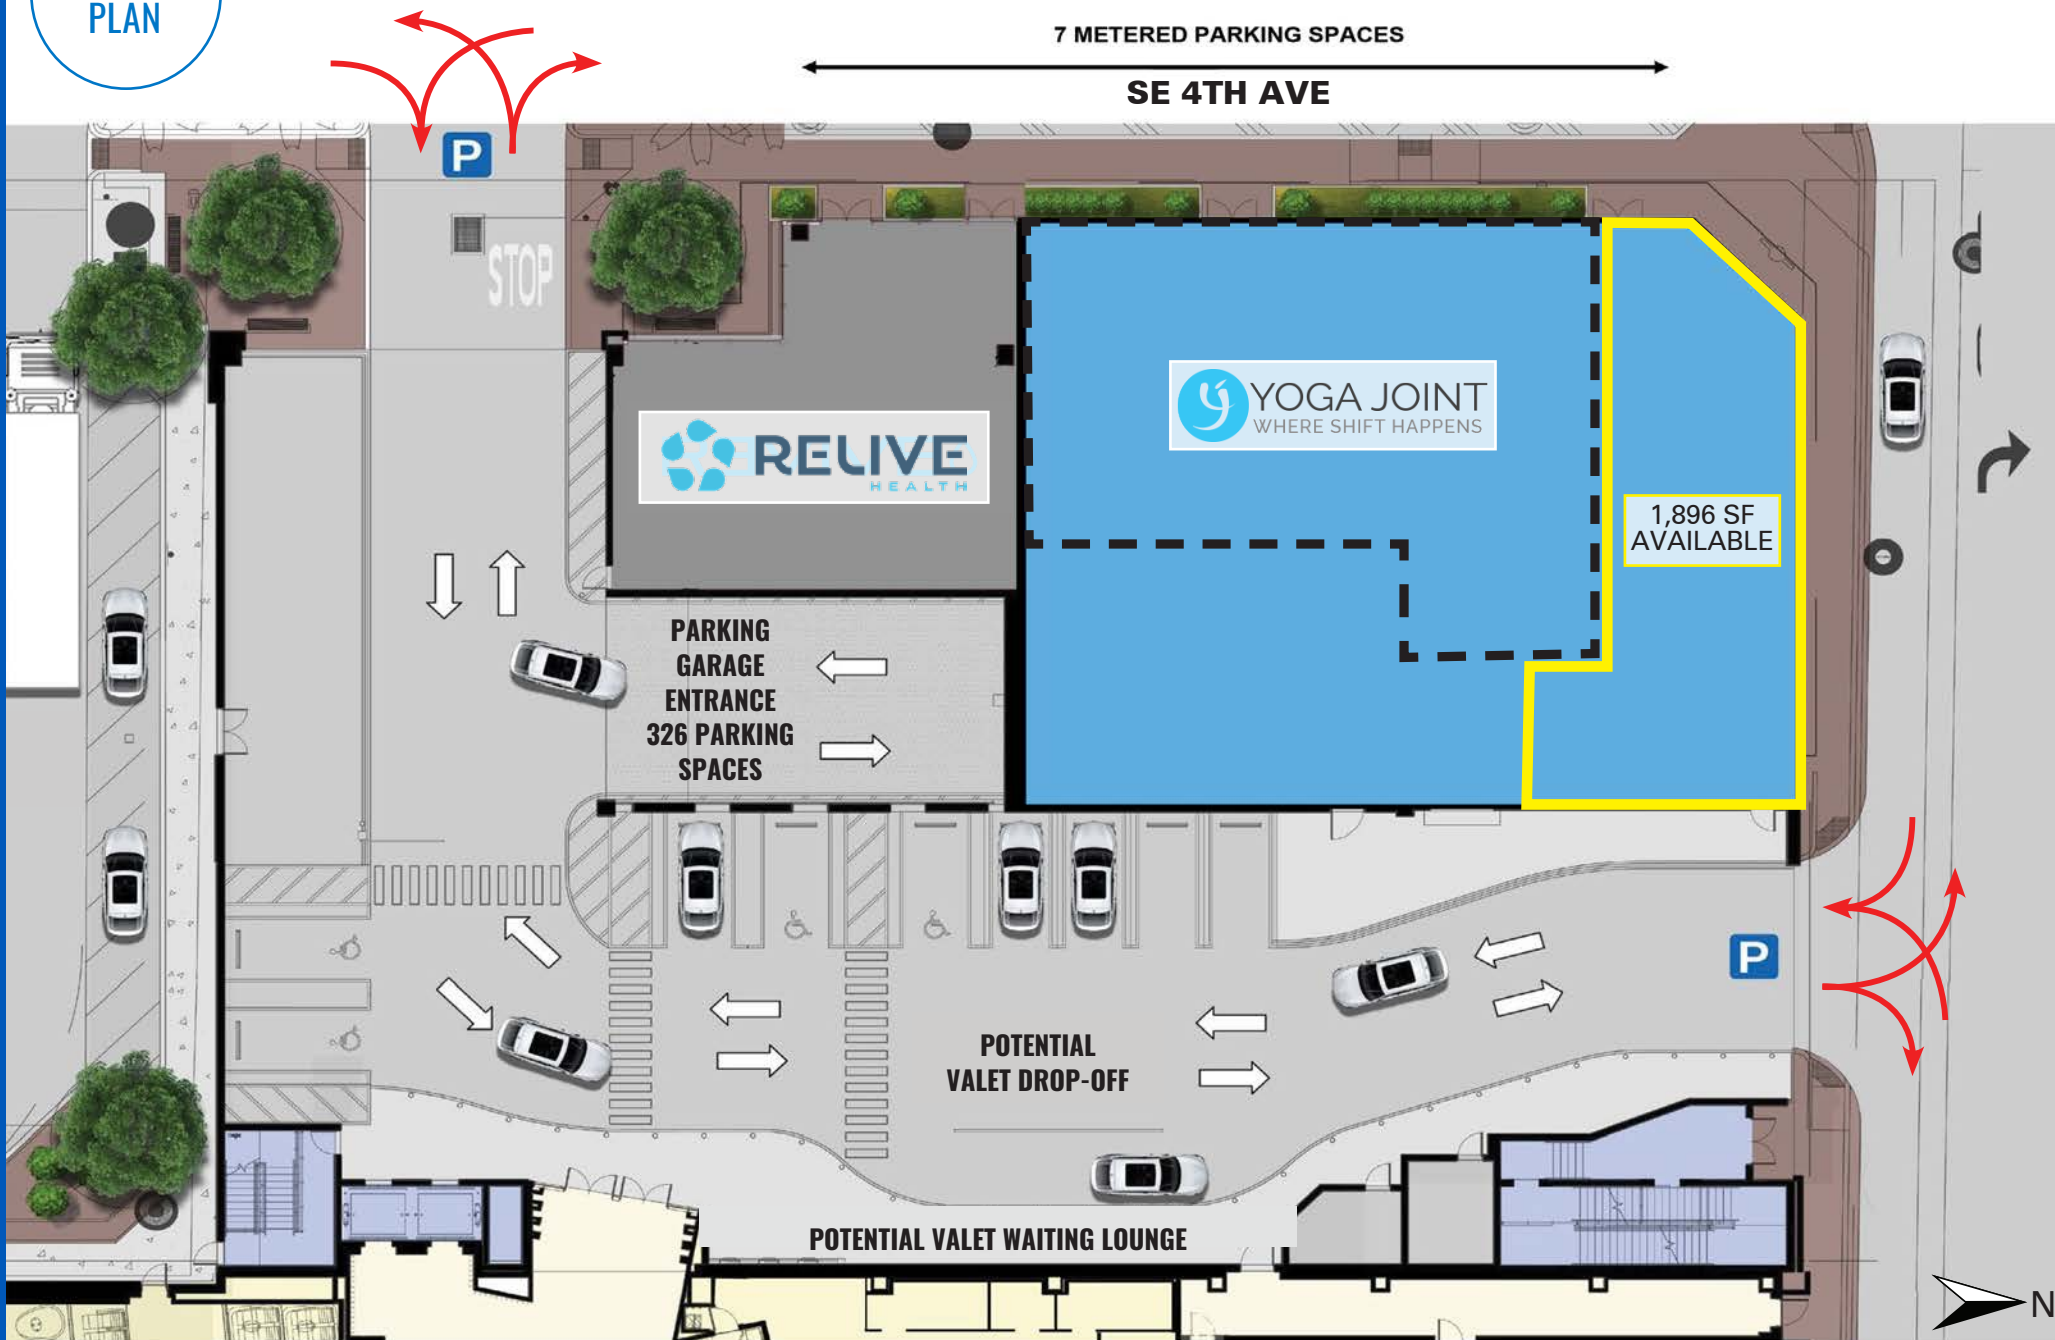 PLAN
7 METERED PARKING SPACES
SE 4TH AVE
P
STOP
YOGA JOINT
WHERE SHIFT HAPPENS
RELIVE
HEALTH
1,896 SF
AVAILABLE
PARKING
GARAGE
ENTRANCE
326 PARKING
SPACES
P
POTENTIAL
VALET DROP-OFF
POTENTIAL VALET WAITING LOUNGE
N